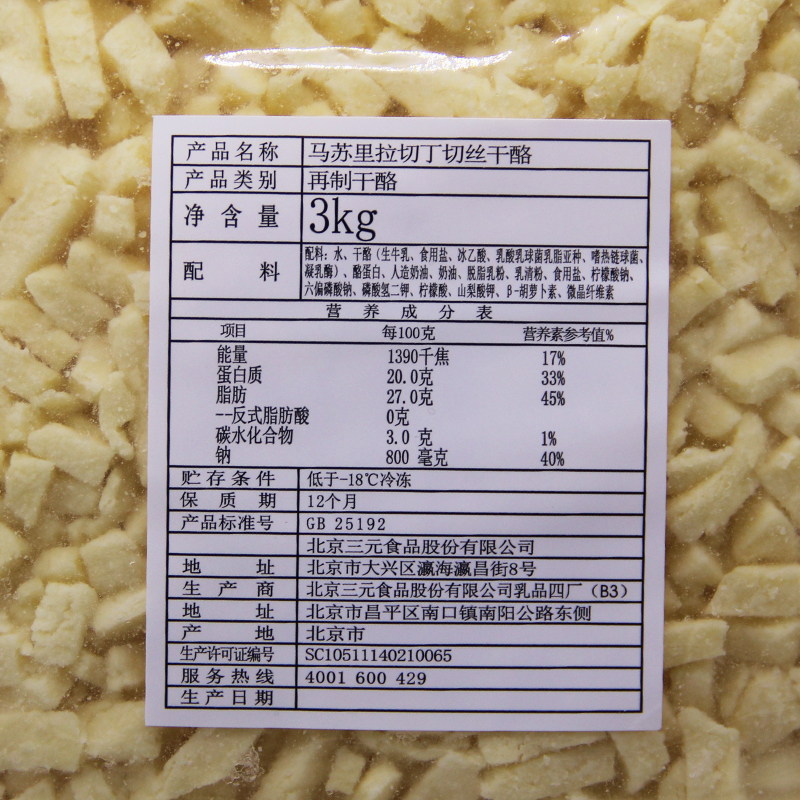 产品名称 马苏里拉切丁切丝干酪
产品类别 再制干酪
净含量 3kg
配料 配料：水、干酪（生牛乳、食用盐、冰乙酸、乳酸乳球菌乳脂亚种、嗜热链球菌、
凝乳酶）、酪蛋白、人造奶油、奶油、脱脂乳粉、乳清粉、食用盐、柠檬酸钠、
六偏磷酸钠、磷酸氢二钾、柠檬酸、山梨酸钾、β-胡萝卜素、微晶纤维素
营养成分表
项目 每100克 营养素参考值%
能量 1390千焦 17%
蛋白质 20.0克 33%
脂肪 27.0克 45%
--反式脂肪酸 0克
碳水化合物 3.0 克 1%
钠 800 毫克 40%
贮存条件 低于-18℃冷冻
保质期 12个月
产品标准号 GB 25192
北京三元食品股份有限公司
地址 北京市大兴区瀛海瀛昌街8号
生产商 北京三元食品股份有限公司乳品四厂（B3）
地址 北京市昌平区南口镇南阳公路东侧
产地 北京市
生产许可证编号 SC10511140210065
服务热线 4001 600 429
生产日期